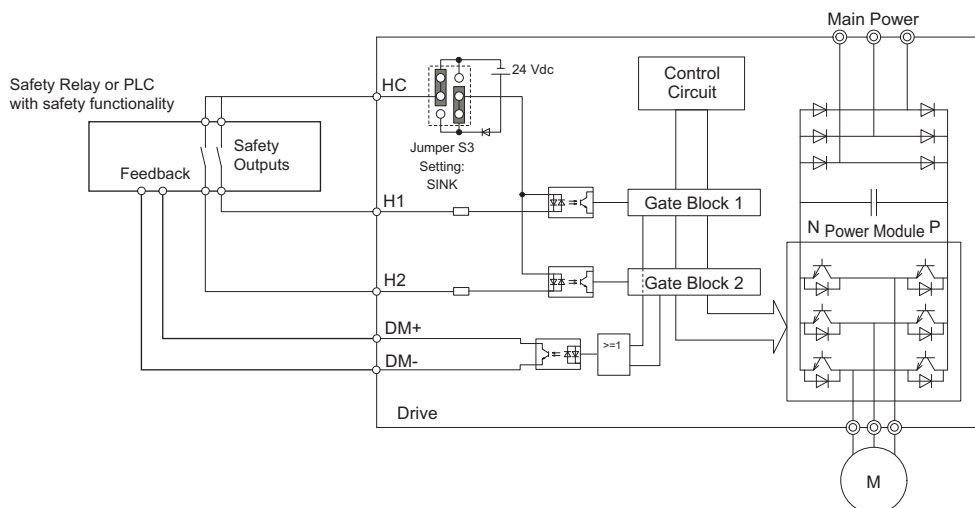 Main Power
Safety Relay or PLC
with safety functionality
HC
24 Vdc
Control
Circuit
Safety
Outputs
Feedback
Jumper S3
Setting:
SINK
H1
Gate Block 1
N
P
Power Module
H2
Gate Block 2
DM+
>=1
DM-
Drive
M